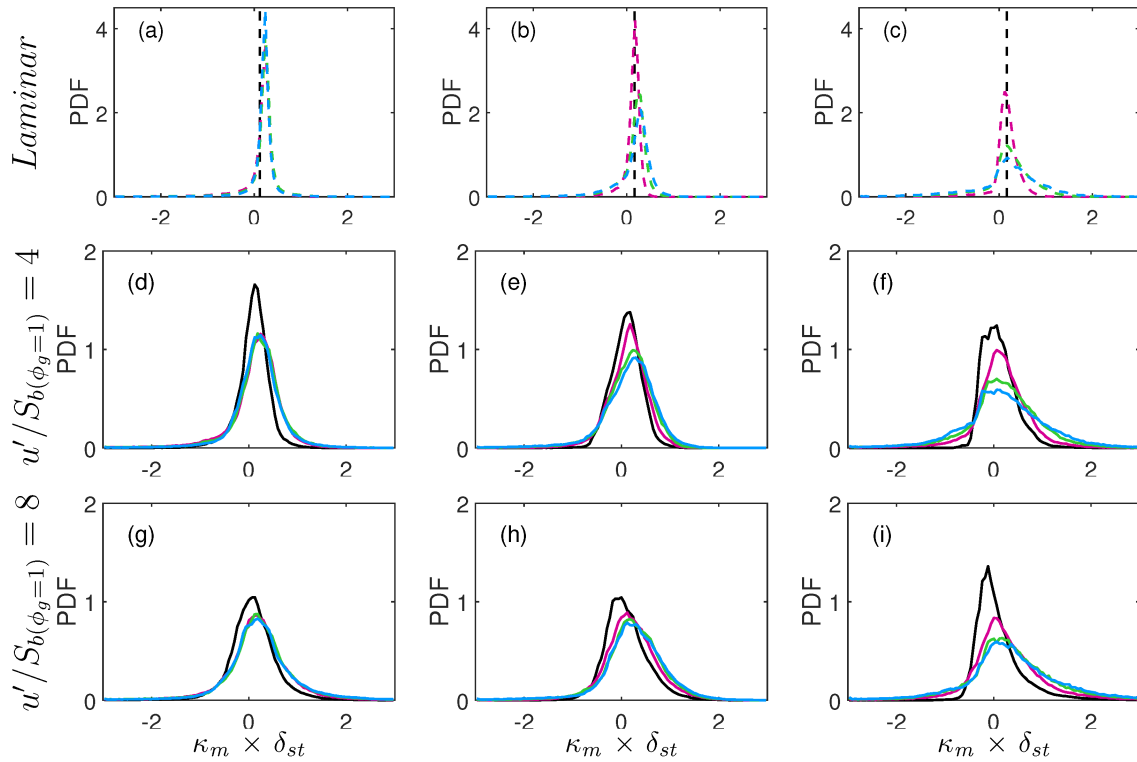 Laminar
PDF
4
2
0
-2
0
2
(a)
PDF
4
2
0
-2
0
2
(b)
PDF
4
2
0
-2
0
2
(c)
u′/S_b(ϕ_g=1) = 4
PDF
2
1
0
-2
0
2
(d)
PDF
2
1
0
-2
0
2
(e)
PDF
2
1
0
-2
0
2
(f)
u′/S_b(ϕ_g=1) = 8
PDF
2
1
0
-2
0
2
(g)
κ_m × δ_st
PDF
2
1
0
-2
0
2
(h)
κ_m × δ_st
PDF
2
1
0
-2
0
2
(i)
κ_m × δ_st